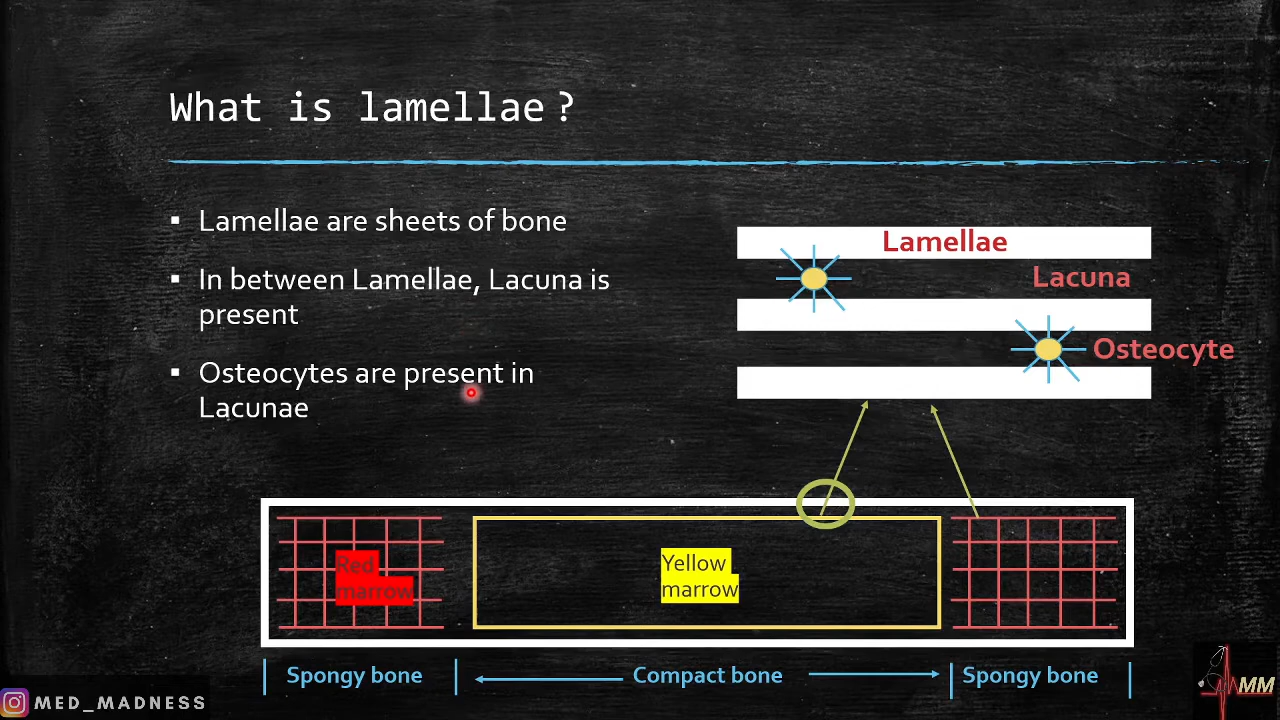 What is lamellae?
▪ Lamellae are sheets of bone
▪ In between Lamellae, Lacuna is
present
▪ Osteocytes are present in
Lacunae
Lamellae
Lacuna
Osteocyte
Red
marrow
Yellow
marrow
Spongy bone
Compact bone
Spongy bone
MED_MADNESS
MM